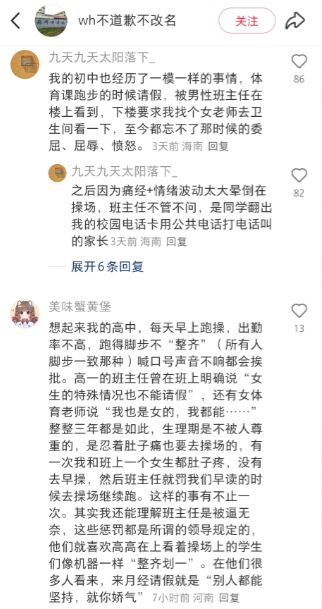 wh不道歉不改名
关注
九天九天太阳落下_
我的初中也经历了一模一样的事情，体
育课跑步的时候请假，被男性班主任在
楼上看到，下楼要求我找个女老师去卫
生间看一下，至今都忘不了那时候的委
屈、屈辱、愤怒。 3天前 海南 回复
86
九天九天太阳落下_
之后因为痛经+情绪波动大大晕倒在
操场，班主任不管不问，是同学翻出
我的校园电话卡用公共电话打电话叫
的家长 3天前 海南 回复
82
展开6条回复
美味蟹黄堡
想起来我的高中，每天早上跑操，出勤
率不高，跑得脚步不“整齐”（所有人
脚步一致那种）喊口号声音不响都会挨
批。高一的班主任曾在班上明确说“女
生的特殊情况也不能请假”，还有女体
育老师说“我也是女的，我都能……”
整整三年都是如此，生理期是不被人尊
重的，是忍着肚子痛也要去操场的，有
一次我和班上一个女生都肚子疼，没有
去早操，然后班主任就罚我们早读的时
候去操场继续跑。这样的事有不止一
次。其实我还能理解班主任是被逼无
奈，这些惩罚都是所谓的领导规定的，
他们就喜欢高高在上看着操场上的学生
们像机器一样“整齐划一”。在他们很
多人看来，来月经请假就是“别人都能
坚持，就你娇气” 7小时前 河南 回复
13